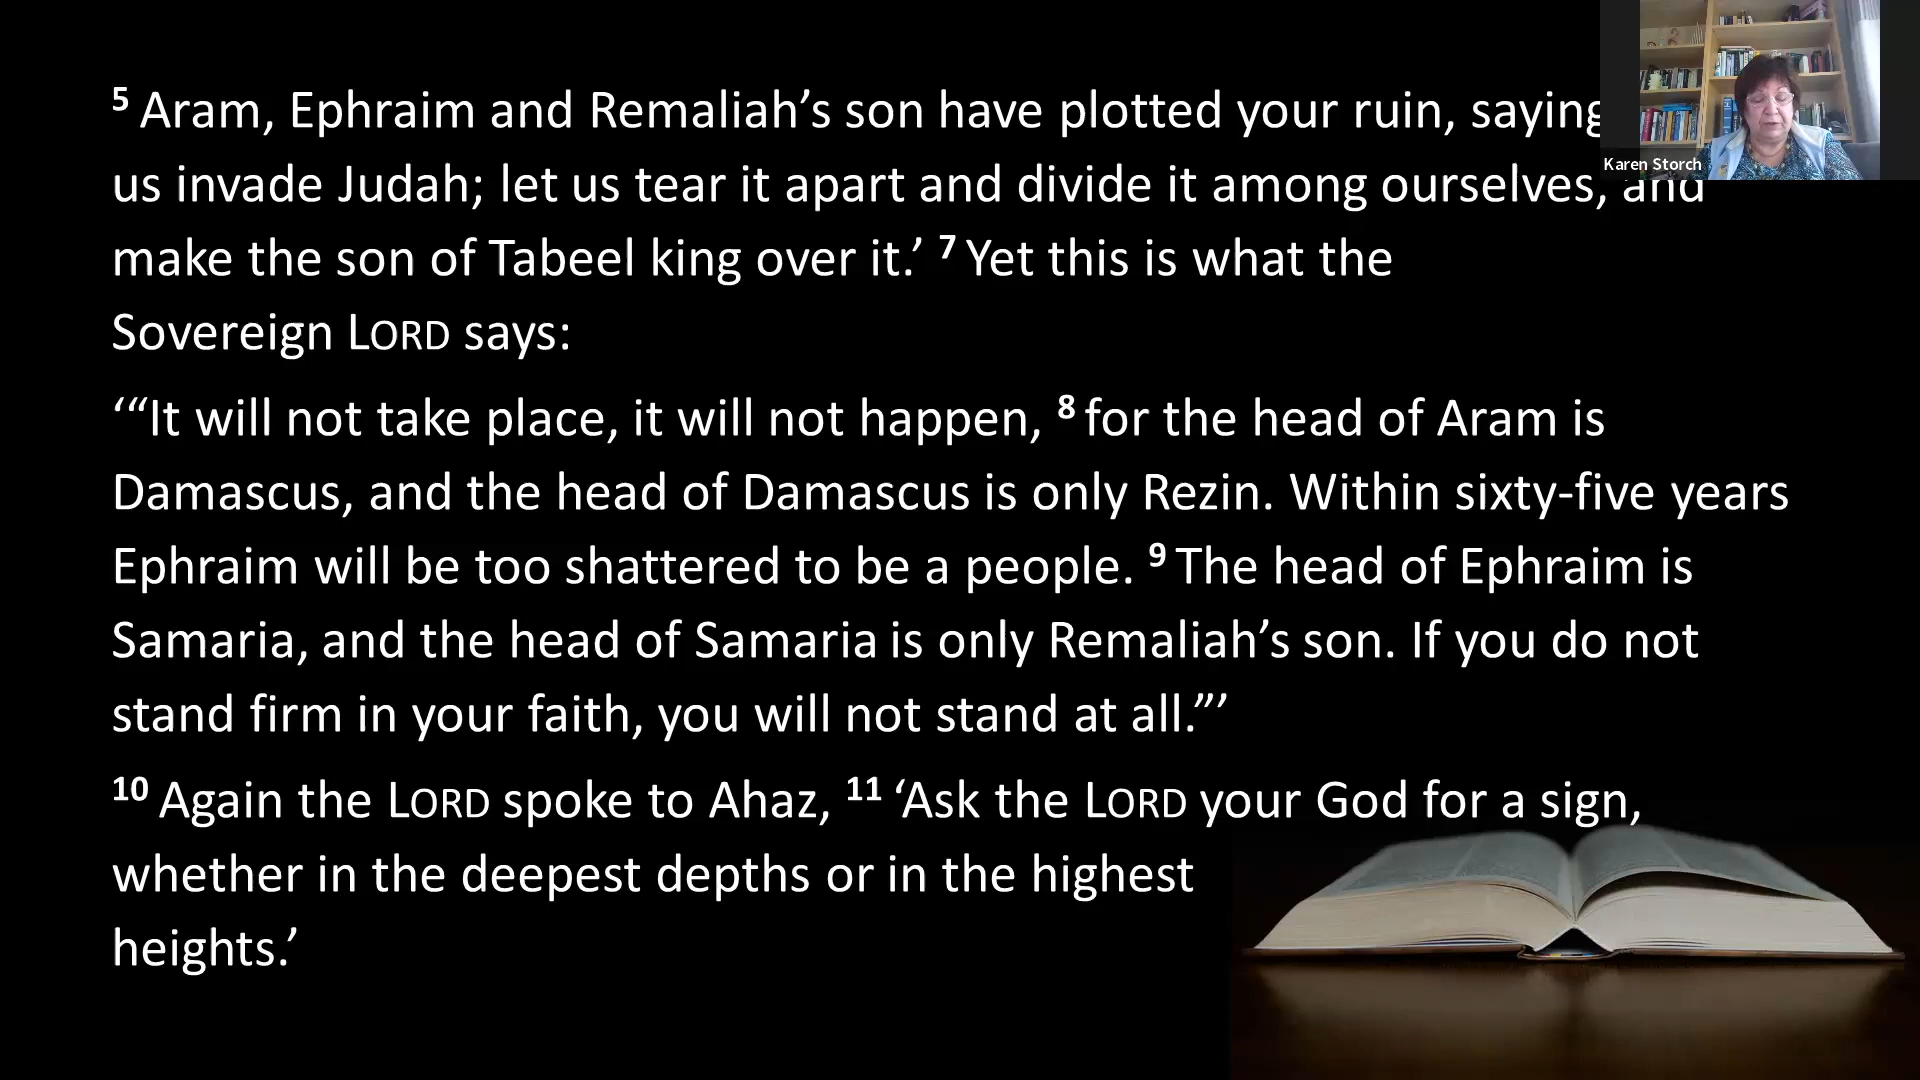 5 Aram, Ephraim and Remaliah’s son have plotted your ruin, saying
us invade Judah; let us tear it apart and divide it among ourselves, and
make the son of Tabeel king over it.’ 7 Yet this is what the
Sovereign LORD says:
‘“It will not take place, it will not happen, 8 for the head of Aram is
Damascus, and the head of Damascus is only Rezin. Within sixty-five years
Ephraim will be too shattered to be a people. 9 The head of Ephraim is
Samaria, and the head of Samaria is only Remaliah’s son. If you do not
stand firm in your faith, you will not stand at all.”’
10 Again the LORD spoke to Ahaz, 11 ‘Ask the LORD your God for a sign,
whether in the deepest depths or in the highest
heights.’
Karen Storch